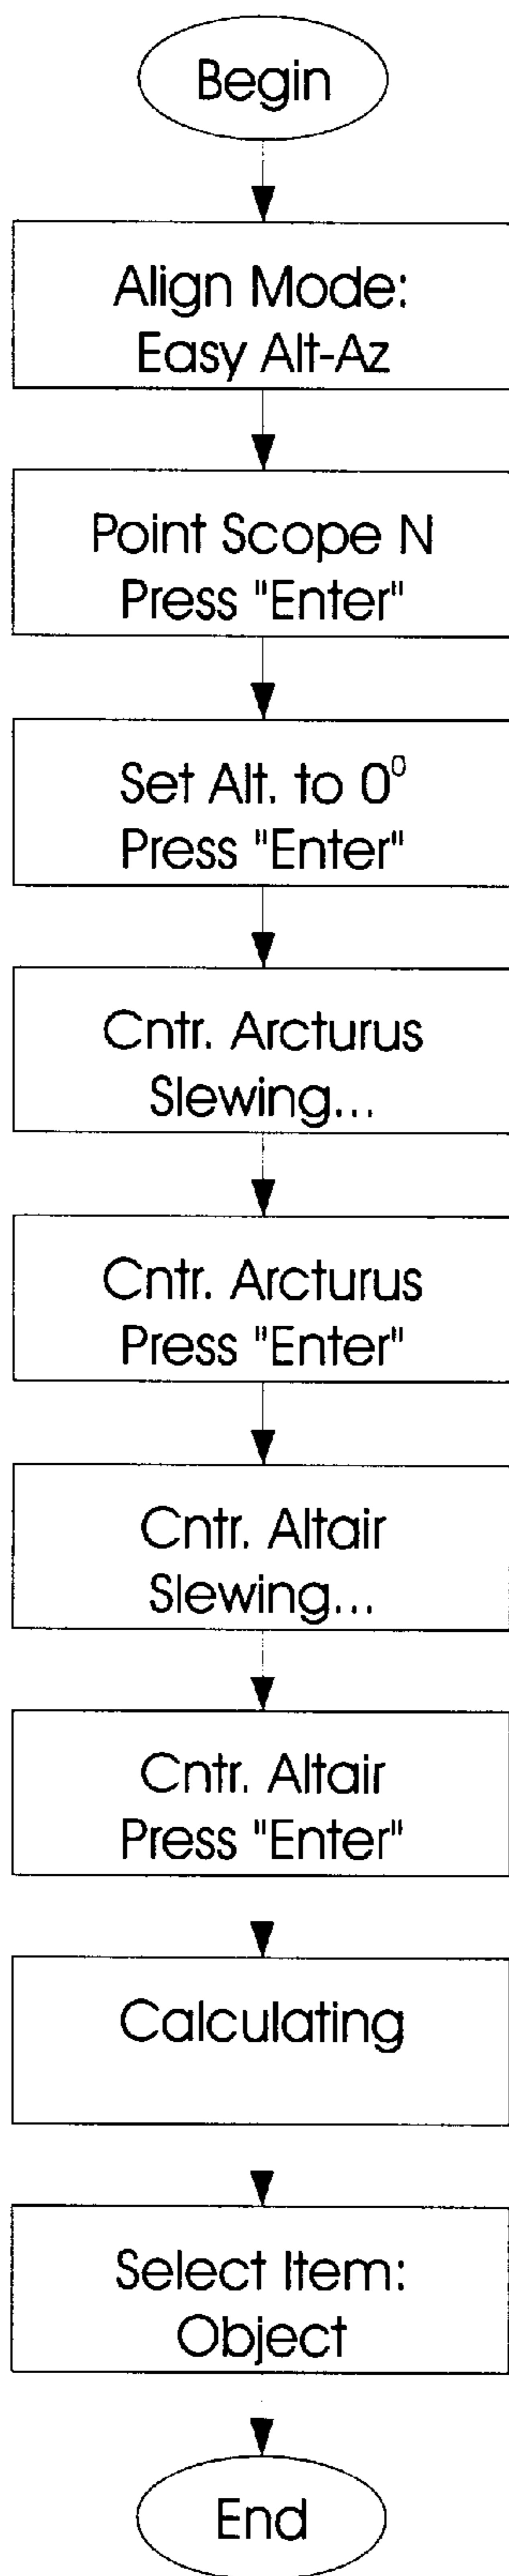 Begin
Align Mode:
Easy Alt-Az
Point Scope N
Press "Enter"
Set Alt. to 0⁰
Press "Enter"
Cntr. Arcturus
Slewing...
Cntr. Arcturus
Press "Enter"
Cntr. Altair
Slewing...
Cntr. Altair
Press "Enter"
Calculating
Select Item:
Object
End